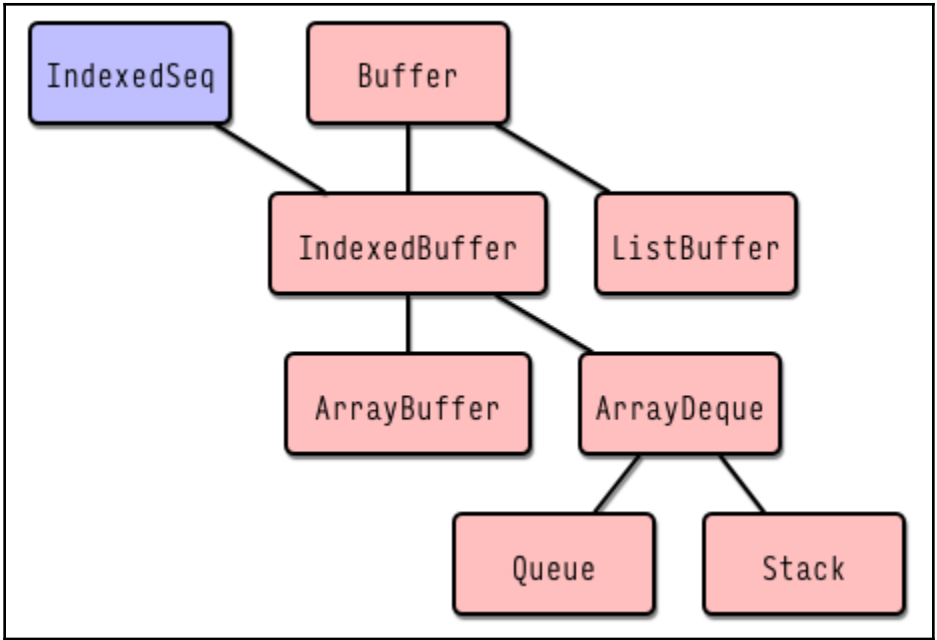 IndexedSeq
Buffer
IndexedBuffer
ListBuffer
ArrayBuffer
ArrayDeque
Queue
Stack